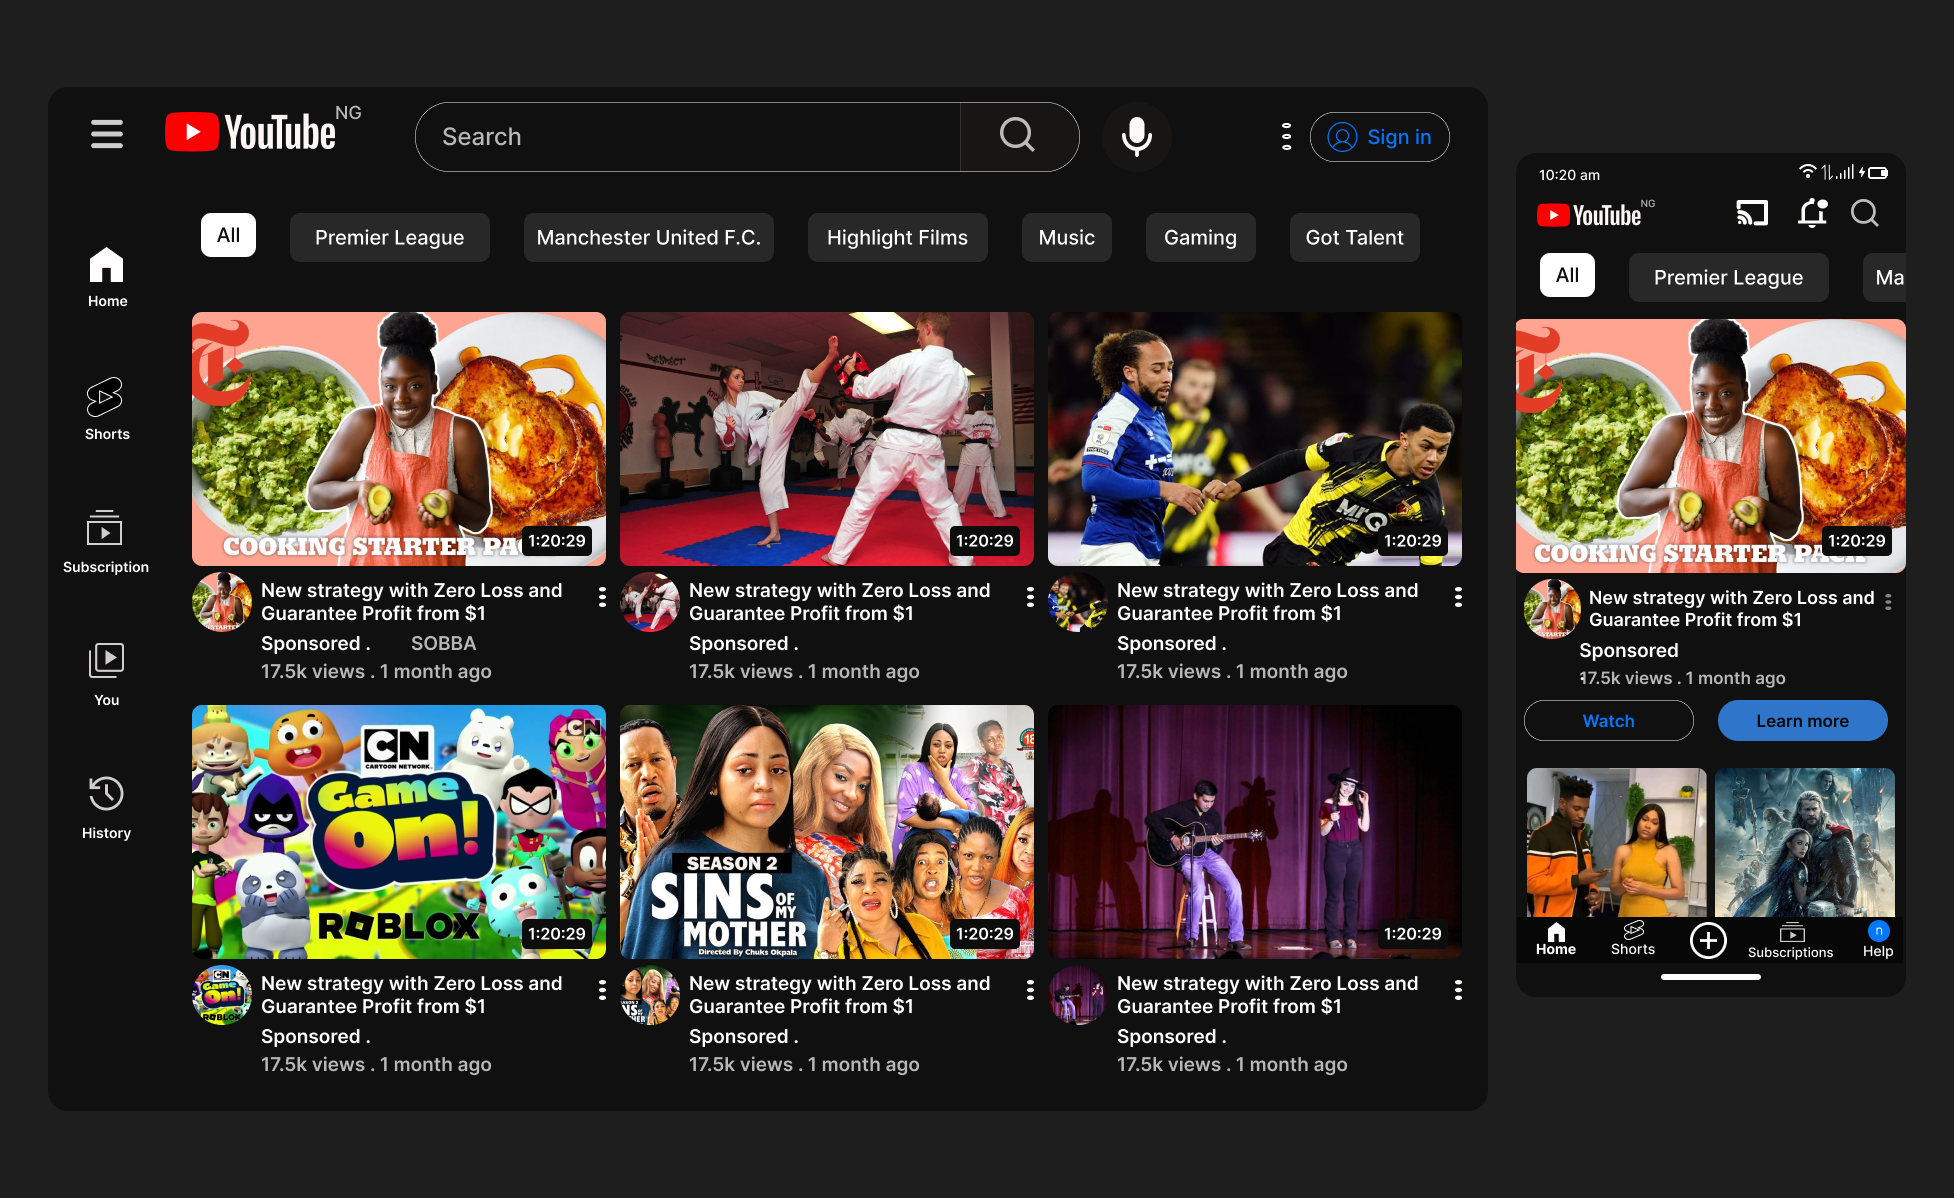 YouTube NG
Search
Sign in
All
Premier League
Manchester United F.C.
Highlight Films
Music
Gaming
Got Talent
Home
Shorts
Subscription
You
History
COOKING STARTER PA
1:20:29
New strategy with Zero Loss and
Guarantee Profit from $1
Sponsored . SOBBA
17.5k views . 1 month ago
1:20:29
New strategy with Zero Loss and
Guarantee Profit from $1
Sponsored .
17.5k views . 1 month ago
MrQ
1:20:29
New strategy with Zero Loss and
Guarantee Profit from $1
Sponsored .
17.5k views . 1 month ago
CN
CARTOON NETWORK
CN
Game
On!
ROBLOX
1:20:29
New strategy with Zero Loss and
Guarantee Profit from $1
Sponsored .
17.5k views . 1 month ago
18
SEASON 2
SINS OF MY
MOTHER
Directed By Chuks Okpala
1:20:29
New strategy with Zero Loss and
Guarantee Profit from $1
Sponsored .
17.5k views . 1 month ago
1:20:29
New strategy with Zero Loss and
Guarantee Profit from $1
Sponsored .
17.5k views . 1 month ago
10:20 am
YouTube NG
All
Premier League
Ma
COOKING STARTER PACK
1:20:29
New strategy with Zero Loss and
Guarantee Profit from $1
Sponsored
17.5k views . 1 month ago
Watch
Learn more
Home
Shorts
Subscriptions
n
Help